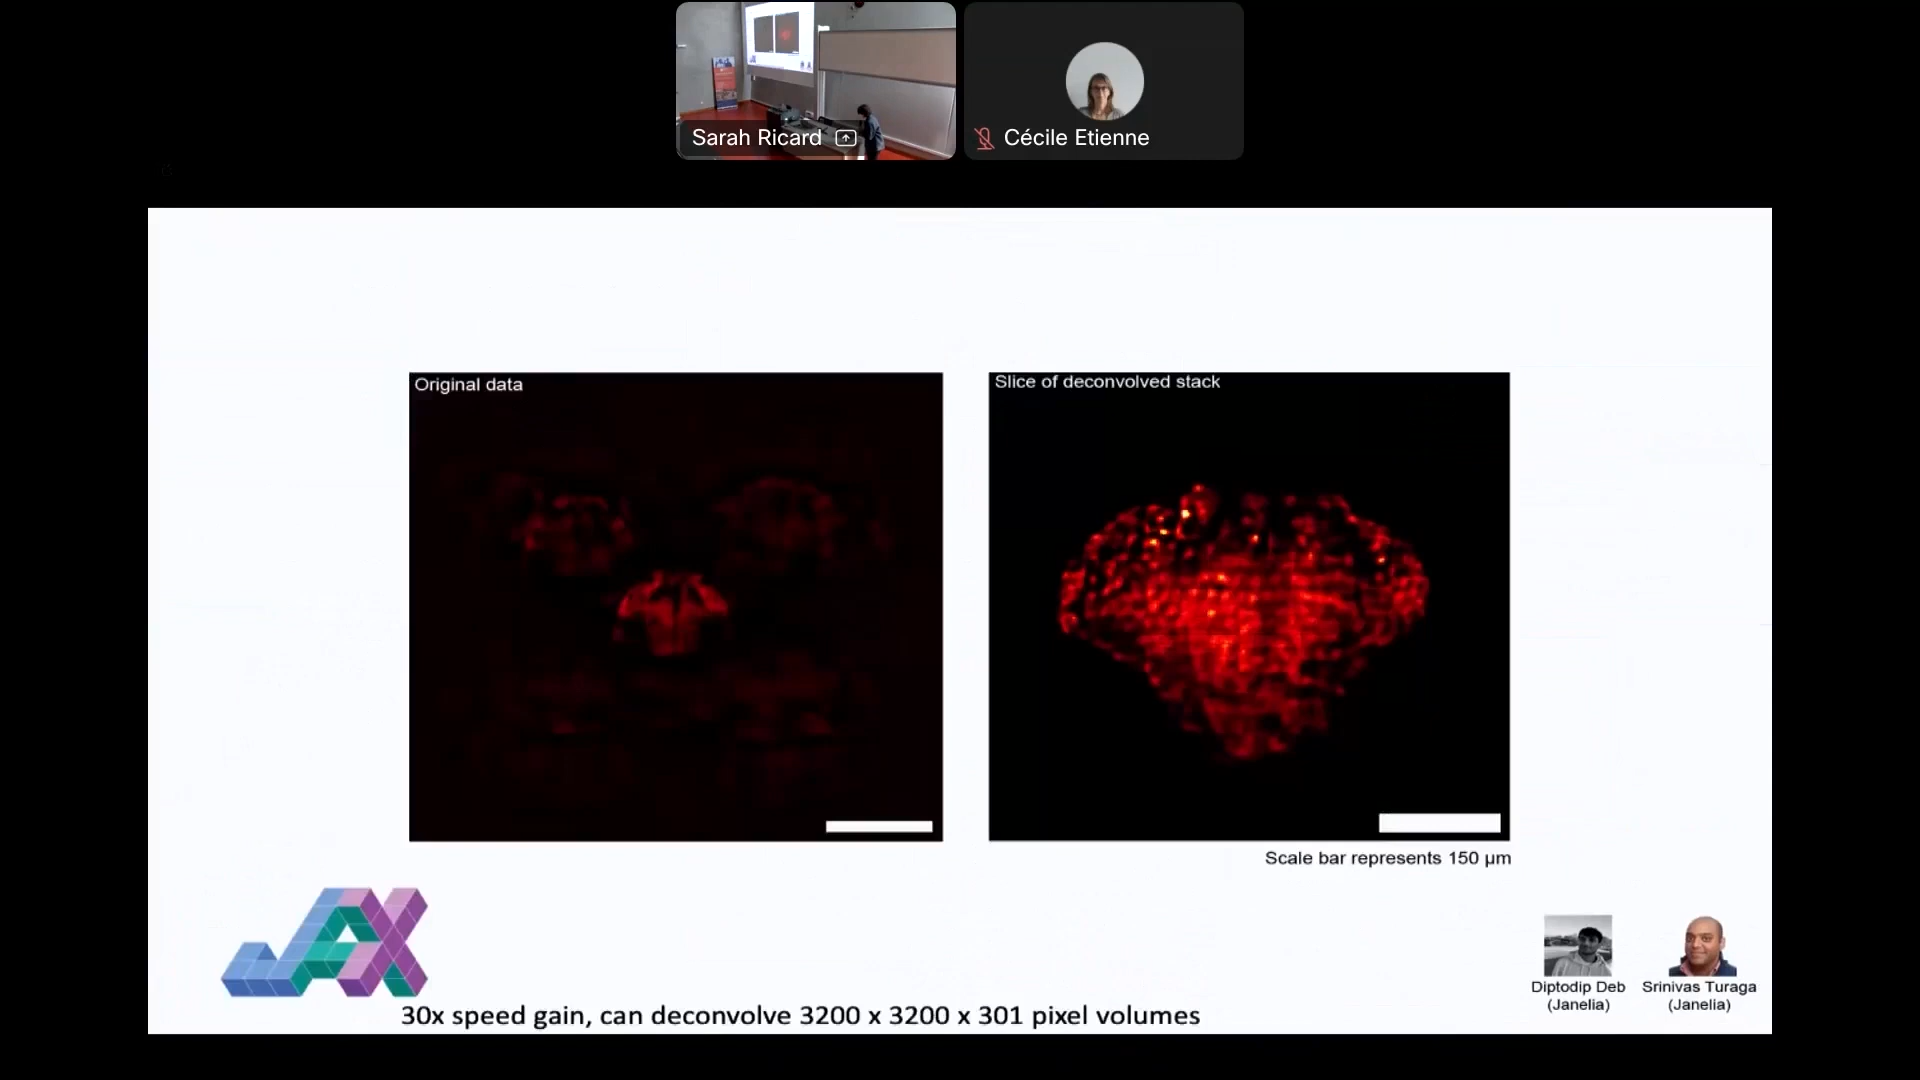 Sarah Ricard
Cécile Etienne
Original data
Slice of deconvolved stack
Scale bar represents 150 µm
JAX
Diptodip Deb
(Janelia)
Srinivas Turaga
(Janelia)
30x speed gain, can deconvolve 3200 x 3200 x 301 pixel volumes